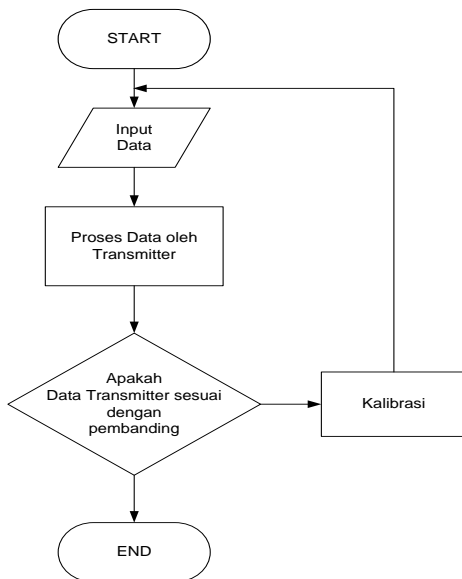 START
Input
Data
Proses Data oleh
Transmitter
Apakah
Data Transmitter sesuai
dengan
pembanding
Kalibrasi
END